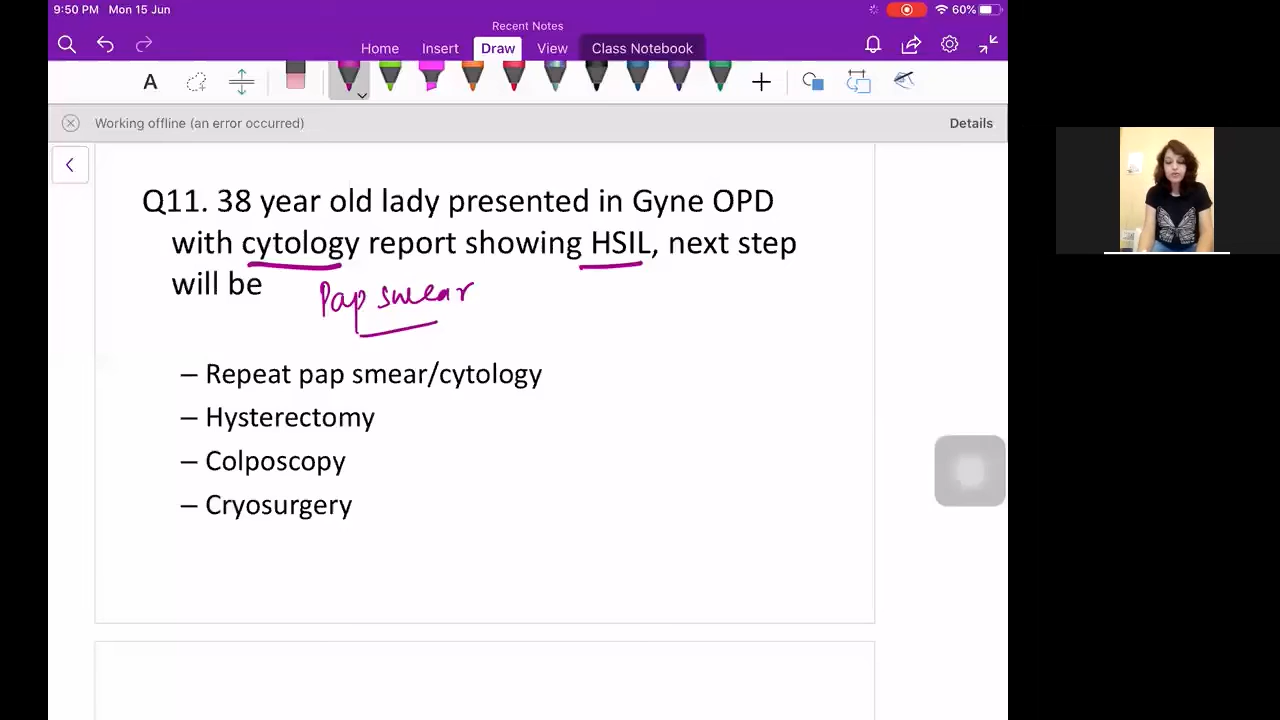 9:50 PM Mon 15 Jun
60%
Recent Notes
Home Insert Draw View Class Notebook
A
Working offline (an error occurred)
Details
Q11. 38 year old lady presented in Gyne OPD
with cytology report showing HSIL, next step
will be
Pap smear
– Repeat pap smear/cytology
– Hysterectomy
– Colposcopy
– Cryosurgery